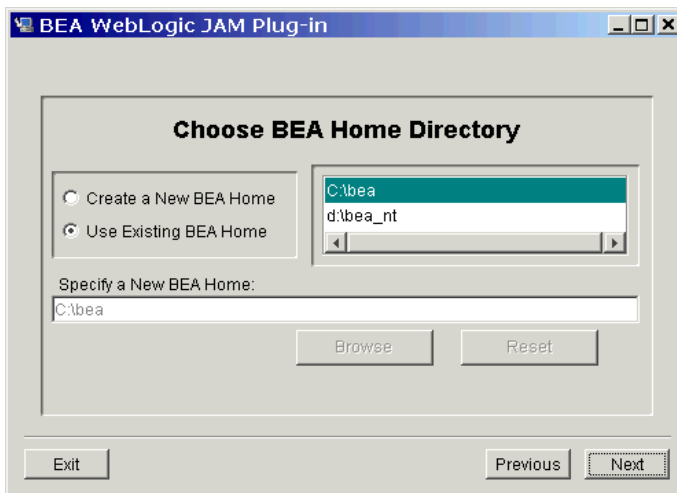 BEA WebLogic JAM Plug-in
Choose BEA Home Directory
Create a New BEA Home
Use Existing BEA Home
C:\bea
d:\bea_nt
Specify a New BEA Home:
C:\bea
Browse Reset
Exit Previous Next